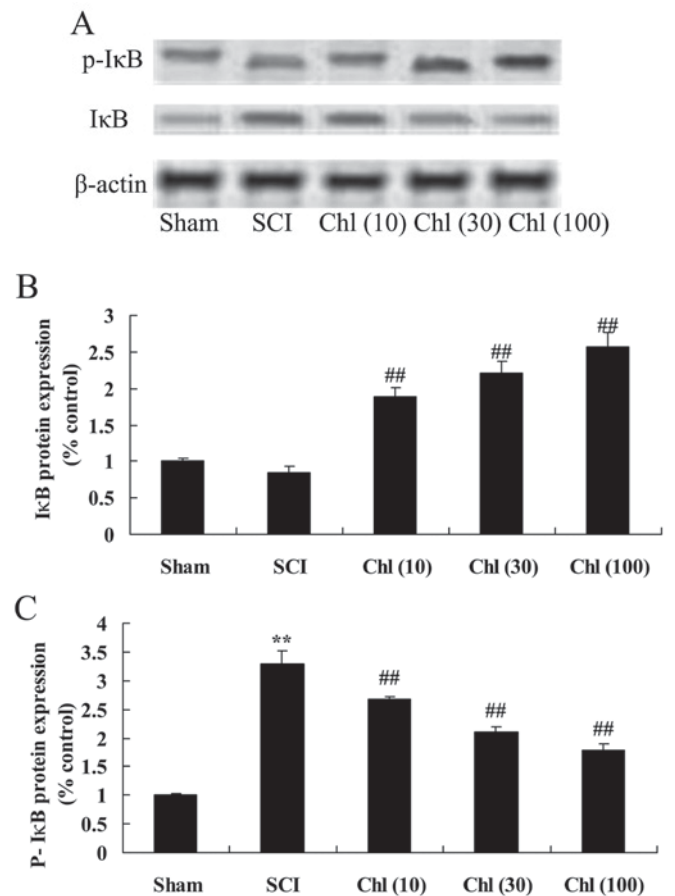 A
p-IκB
IκB
β-actin
Sham SCI Chl (10) Chl (30) Chl (100)
B
IκB protein expression
(% control)
3
2.5
2
1.5
1
0.5
0
##
##
##
Sham SCI Chl (10) Chl (30) Chl (100)
C
P- IκB protein expression
(% control)
4
3.5
3
2.5
2
1.5
1
0.5
0
**
##
##
##
Sham SCI Chl (10) Chl (30) Chl (100)